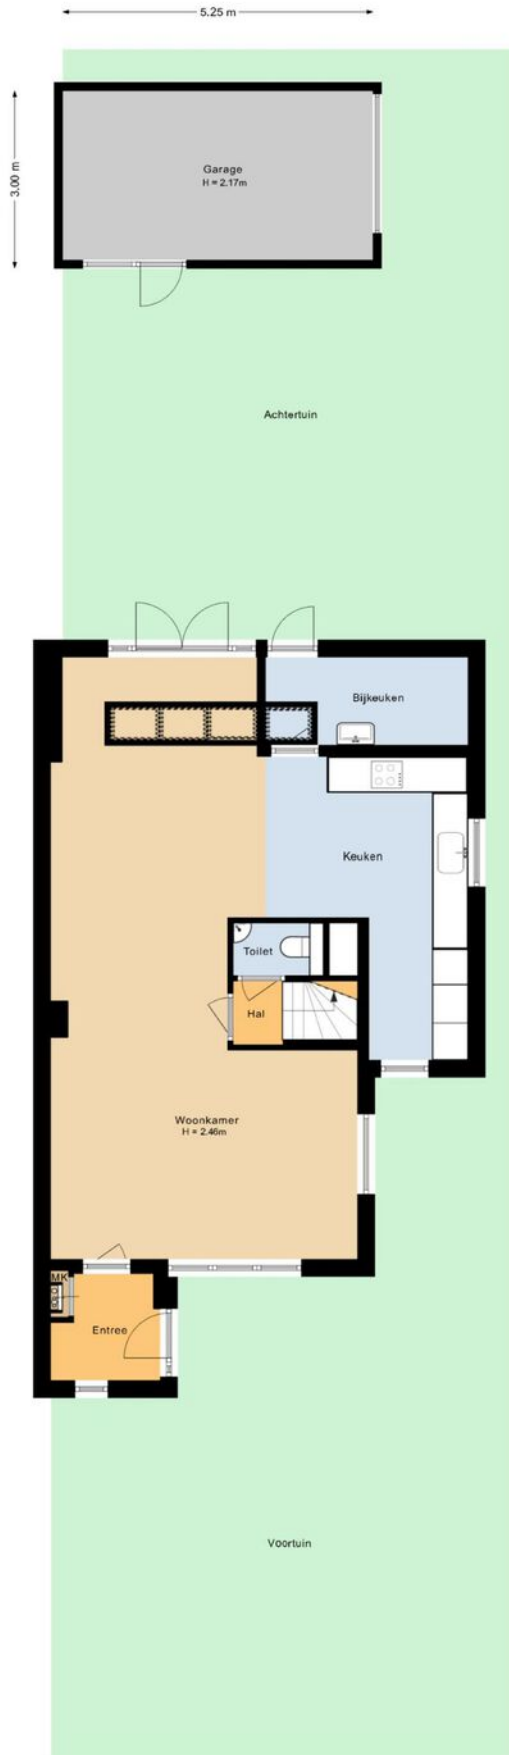 5.25 m
3.00 m
Garage
H = 2.17m
Achtertuin
Bijkeuken
Keuken
Toilet
Hal
Woonkamer
H = 2.46m
MK
Entree
Voortuin